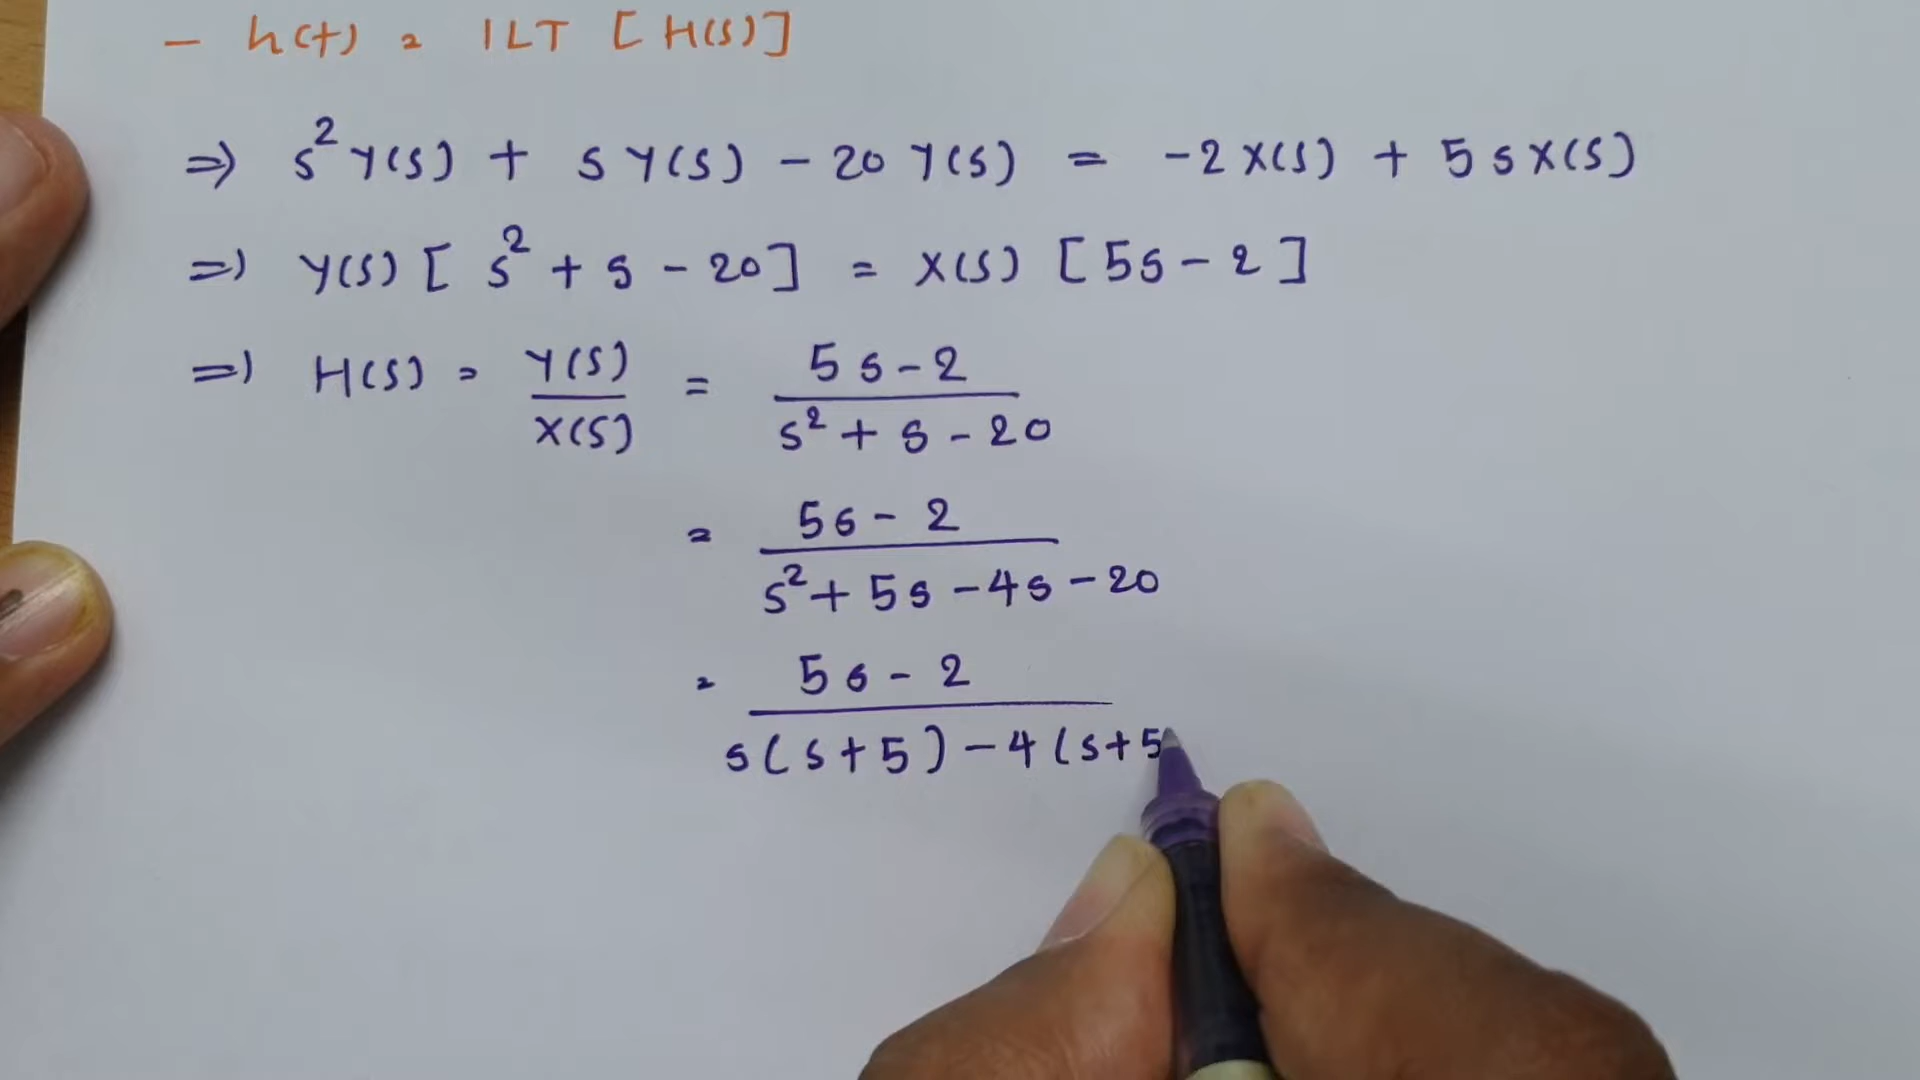 - h(t) = ILT [H(s)]
⇒ s² Y(s) + s Y(s) - 20 Y(s) = -2 X(s) + 5 s X(s)
⇒ Y(s) [ s² + s - 20 ] = X(s) [ 5s - 2 ]
⇒ H(s) = Y(s) / X(s) = 5s - 2 / s² + s - 20
= 5s - 2 / s² + 5s - 4s - 20
= 5s - 2 / s(s+5) - 4(s+5